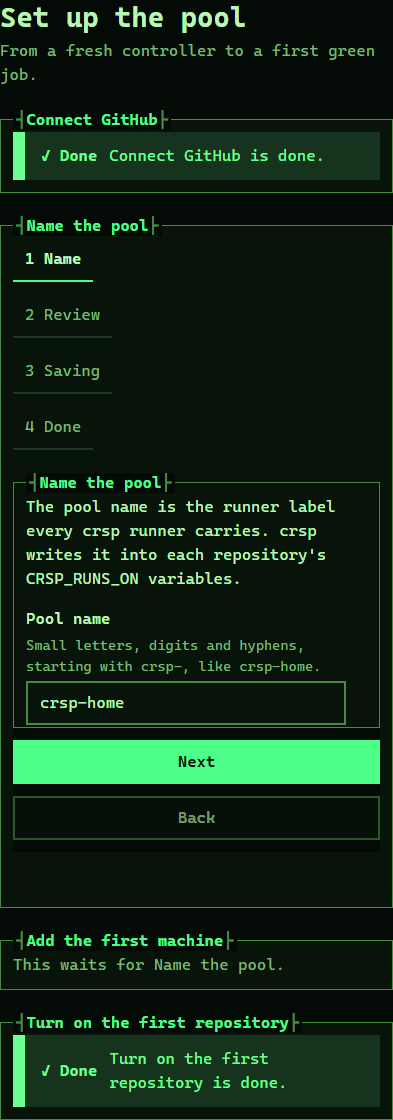 Set up the pool
From a fresh controller to a first green
job.
Connect GitHub
✓ Done Connect GitHub is done.
Name the pool
1 Name
2 Review
3 Saving
4 Done
Name the pool
The pool name is the runner label
every crsp runner carries. crsp
writes it into each repository's
CRSP_RUNS_ON variables.
Pool name
Small letters, digits and hyphens,
starting with crsp-, like crsp-home.
crsp-home
Next
Back
Add the first machine
This waits for Name the pool.
Turn on the first repository
✓ Done Turn on the first
repository is done.